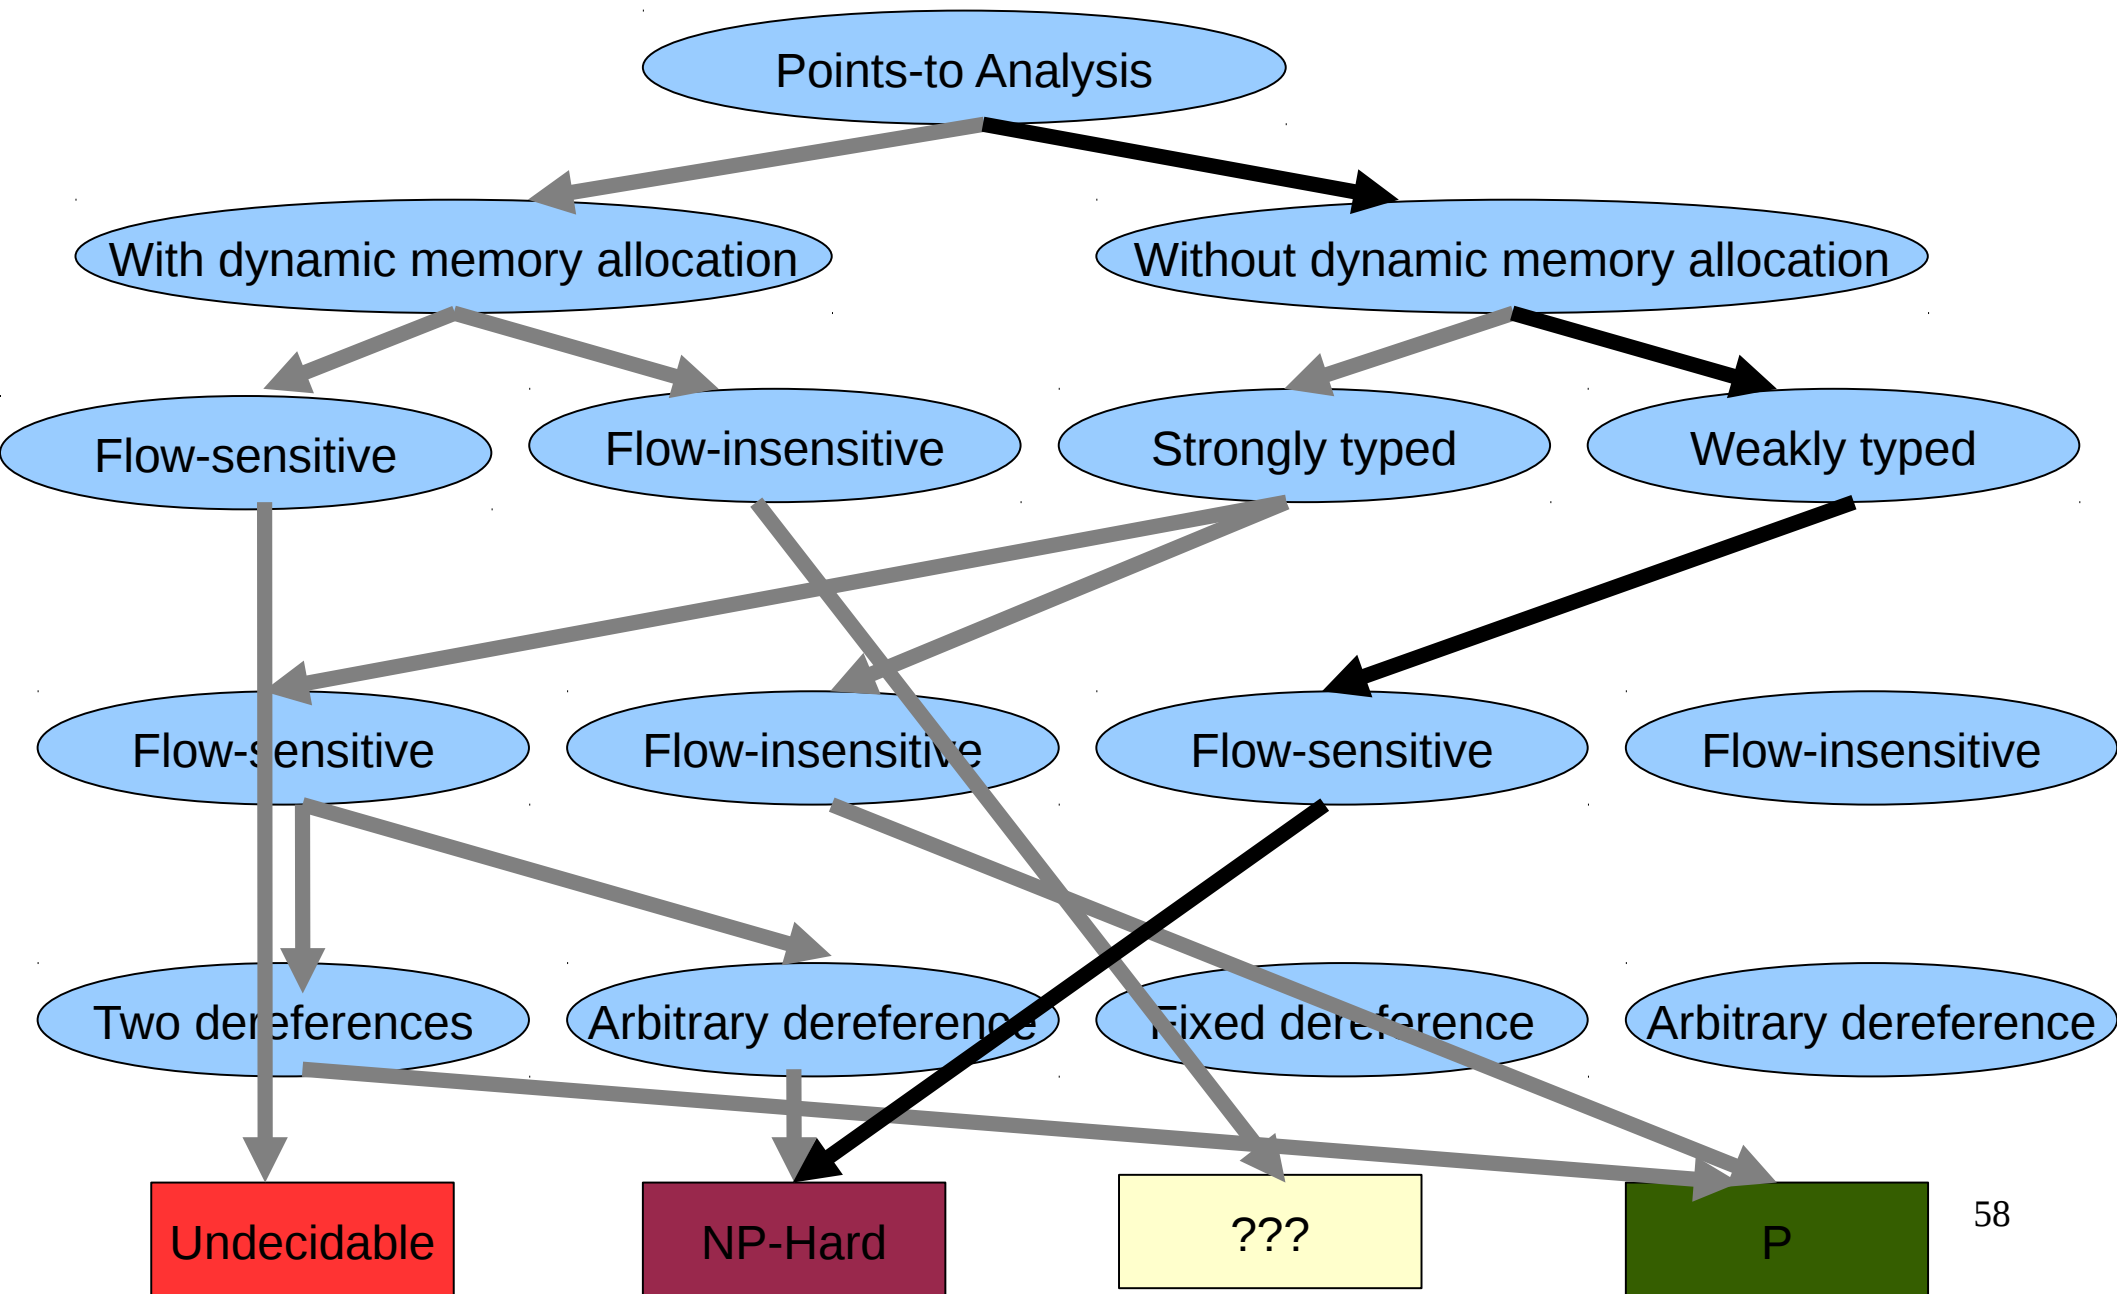 Points-to Analysis
With dynamic memory allocation
Without dynamic memory allocation
Flow-sensitive
Flow-insensitive
Strongly typed
Weakly typed
Flow-sensitive
Flow-insensitive
Flow-sensitive
Flow-insensitive
Two dereferences
Arbitrary dereference
Fixed dereference
Arbitrary dereference
Undecidable
NP-Hard
???
P
58